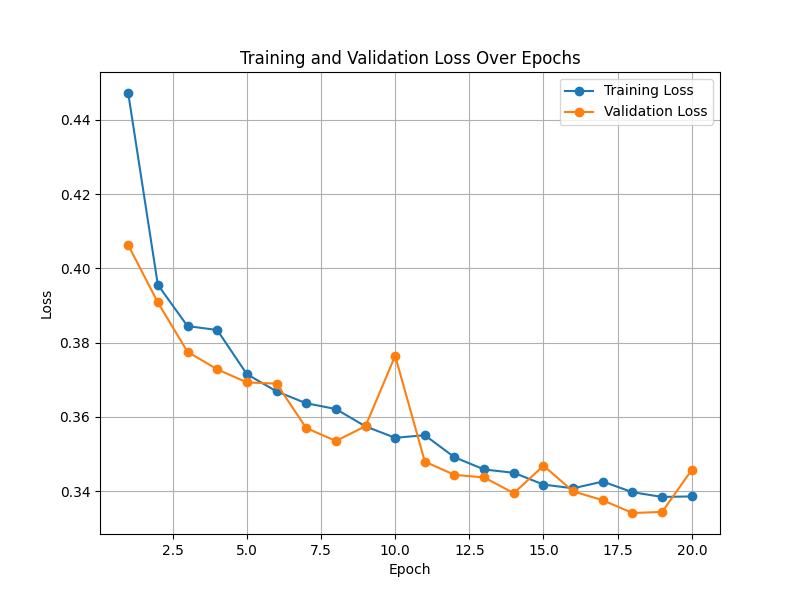 Training and Validation Loss Over Epochs
Training Loss
Validation Loss
0.44
0.42
0.40
0.38
0.36
0.34
Loss
2.5 5.0 7.5 10.0 12.5 15.0 17.5 20.0
Epoch